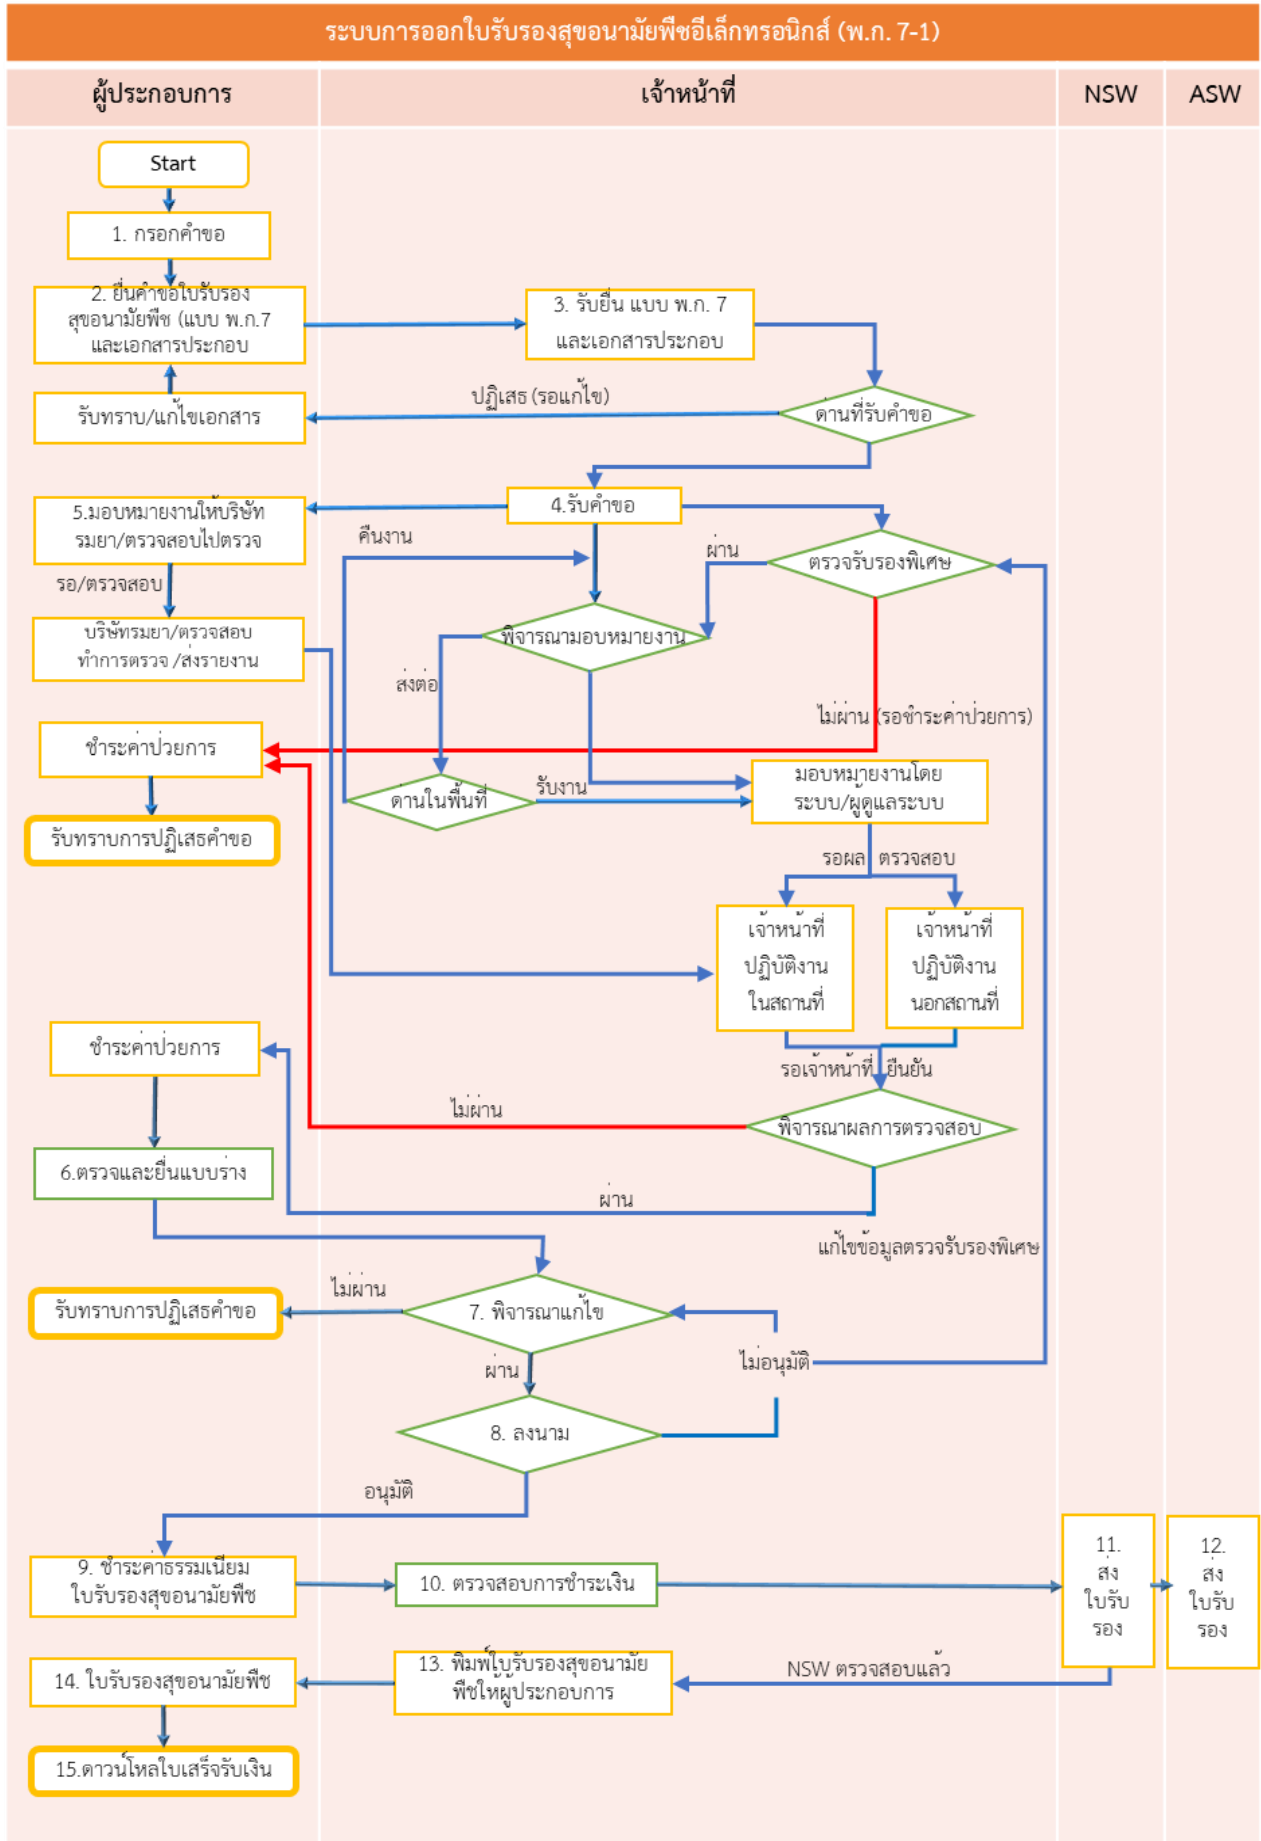 ระบบการออกใบรับรองสุขอนามัยพืชอิเล็กทรอนิกส์ (พ.ก. 7-1)
ผู้ประกอบการ
เจ้าหน้าที่
NSW
ASW
Start
1. กรอกคำขอ
2. ยื่นคำขอใบรับรอง
สุขอนามัยพืช (แบบ พ.ก.7
และเอกสารประกอบ
3. รับยื่น แบบ พ.ก. 7
และเอกสารประกอบ
ปฏิเสธ (รอแก้ไข)
รับทราบ/แก้ไขเอกสาร
ด่านที่รับคำขอ
4.รับคำขอ
5.มอบหมายงานให้บริษัท
รมยา/ตรวจสอบไปตรวจ
คืนงาน
ผ่าน
ตรวจรับรองพิเศษ
รอ/ตรวจสอบ
บริษัทรมยา/ตรวจสอบ
ทำการตรวจ /ส่งรายงาน
พิจารณามอบหมายงาน
ส่งต่อ
ไม่ผ่าน (รอชำระค่าป่วยการ)
ชำระค่าป่วยการ
ด่านในพื้นที่
รับงาน
มอบหมายงานโดย
ระบบ/ผู้ดูแลระบบ
รับทราบการปฏิเสธคำขอ
รอผล ตรวจสอบ
เจ้าหน้าที่
ปฏิบัติงาน
ในสถานที่
เจ้าหน้าที่
ปฏิบัติงาน
นอกสถานที่
ชำระค่าป่วยการ
รอเจ้าหน้าที่ ยืนยัน
ไม่ผ่าน
พิจารณาผลการตรวจสอบ
6.ตรวจและยื่นแบบร่าง
ผ่าน
แก้ไขข้อมูลตรวจรับรองพิเศษ
ไม่ผ่าน
รับทราบการปฏิเสธคำขอ
7. พิจารณาแก้ไข
ผ่าน
ไม่อนุมัติ
8. ลงนาม
อนุมัติ
9. ชำระค่าธรรมเนียม
ใบรับรองสุขอนามัยพืช
10. ตรวจสอบการชำระเงิน
11.
ส่ง
ใบรับ
รอง
12.
ส่ง
ใบรับ
รอง
14. ใบรับรองสุขอนามัยพืช
13. พิมพ์ใบรับรองสุขอนามัย
พืชให้ผู้ประกอบการ
NSW ตรวจสอบแล้ว
15.ดาวน์โหลใบเสร็จรับเงิน